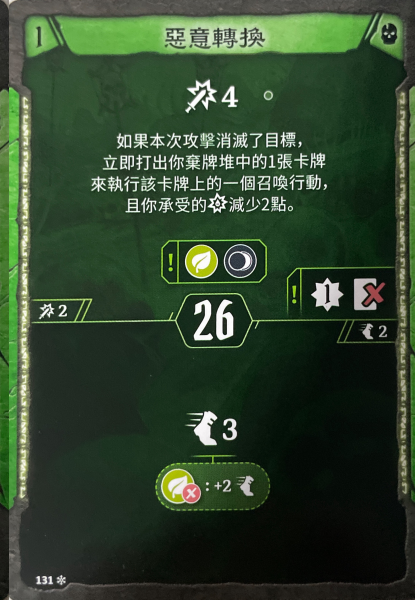 1
惡意轉換
4
如果本次攻擊消滅了目標，
立即打出你棄牌堆中的1張卡牌
來執行該卡牌上的一個召喚行動，
且你承受的減少2點。
!
! 1
2
26
2
3
: +2
131